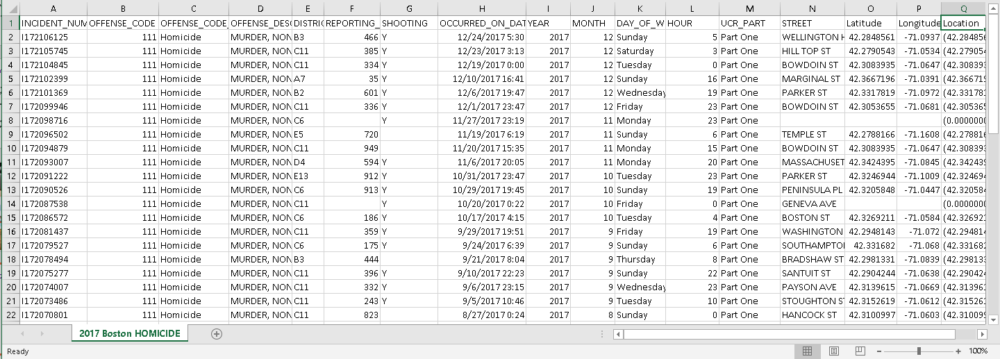 A B C D E F G H I J K L M N O P Q
1 INCIDENT_NUM OFFENSE_CODE OFFENSE_CODE_ OFFENSE_DESC DISTRIC REPORTING_ SHOOTING OCCURRED_ON_DAT YEAR MONTH DAY_OF_W HOUR UCR_PART STREET Latitude Longitude Location
2 I172106125 111 Homicide MURDER, NON B3 466 Y 12/24/2017 5:30 2017 12 Sunday 5 Part One WELLINGTON H 42.2848561 -71.0937 (42.284856
3 I172105745 111 Homicide MURDER, NON C11 385 Y 12/23/2017 3:13 2017 12 Saturday 3 Part One HILL TOP ST 42.2790543 -71.0534 (42.279054
4 I172104845 111 Homicide MURDER, NON C11 334 Y 12/19/2017 0:00 2017 12 Tuesday 0 Part One BOWDOIN ST 42.3083935 -71.0647 (42.308393
5 I172102399 111 Homicide MURDER, NON A7 35 Y 12/10/2017 16:41 2017 12 Sunday 16 Part One MARGINAL ST 42.3667196 -71.0391 (42.366719
6 I172101369 111 Homicide MURDER, NON B2 601 Y 12/6/2017 19:47 2017 12 Wednesday 19 Part One PARKER ST 42.3317819 -71.0972 (42.331781
7 I172099946 111 Homicide MURDER, NON C11 336 Y 12/1/2017 23:47 2017 12 Friday 23 Part One BOWDOIN ST 42.3053655 -71.0681 (42.305365
8 I172098716 111 Homicide MURDER, NON C6 Y 11/27/2017 23:19 2017 11 Monday 23 Part One (0.0000000
9 I172096502 111 Homicide MURDER, NON E5 720 11/19/2017 6:19 2017 11 Sunday 6 Part One TEMPLE ST 42.2788166 -71.1608 (42.278816
10 I172094879 111 Homicide MURDER, NON C11 949 11/20/2017 15:35 2017 11 Monday 15 Part One BOWDOIN ST 42.3083935 -71.0647 (42.308393
11 I172093007 111 Homicide MURDER, NON D4 594 Y 11/6/2017 20:05 2017 11 Monday 20 Part One MASSACHUSET 42.3424395 -71.0845 (42.342439
12 I172091222 111 Homicide MURDER, NON E13 912 Y 10/31/2017 23:47 2017 10 Tuesday 23 Part One PARKER ST 42.3246944 -71.1009 (42.324694
13 I172090526 111 Homicide MURDER, NON C6 913 Y 10/29/2017 19:45 2017 10 Sunday 19 Part One PENINSULA PL 42.3205848 -71.0447 (42.320584
14 I172087538 111 Homicide MURDER, NON C11 Y 10/20/2017 0:22 2017 10 Friday 0 Part One GENEVA AVE (0.0000000
15 I172086572 111 Homicide MURDER, NON C6 186 Y 10/17/2017 4:15 2017 10 Tuesday 4 Part One BOSTON ST 42.3269211 -71.0584 (42.326921
16 I172081437 111 Homicide MURDER, NON C11 359 Y 9/29/2017 19:51 2017 9 Friday 19 Part One WASHINGTON 42.2948143 -71.072 (42.294814
17 I172079527 111 Homicide MURDER, NON C6 175 Y 9/24/2017 6:39 2017 9 Sunday 6 Part One SOUTHAMPTO 42.331682 -71.068 (42.331682
18 I172078494 111 Homicide MURDER, NON B3 444 9/21/2017 8:04 2017 9 Thursday 8 Part One BRADSHAW ST 42.2981331 -71.0839 (42.298133
19 I172075277 111 Homicide MURDER, NON C11 396 Y 9/10/2017 22:23 2017 9 Sunday 22 Part One SANTUIT ST 42.2904244 -71.0638 (42.290424
20 I172074007 111 Homicide MURDER, NON C11 332 Y 9/6/2017 23:15 2017 9 Wednesday 23 Part One PAYSON AVE 42.3139615 -71.0669 (42.313961
21 I172073486 111 Homicide MURDER, NON C11 243 Y 9/5/2017 10:46 2017 9 Tuesday 10 Part One STOUGHTON S 42.3152619 -71.0612 (42.315261
22 I172070801 111 Homicide MURDER, NON C11 823 8/27/2017 0:24 2017 8 Sunday 0 Part One HANCOCK ST 42.3100997 -71.0603 (42.310099
2017 Boston HOMICIDE
Ready 100%